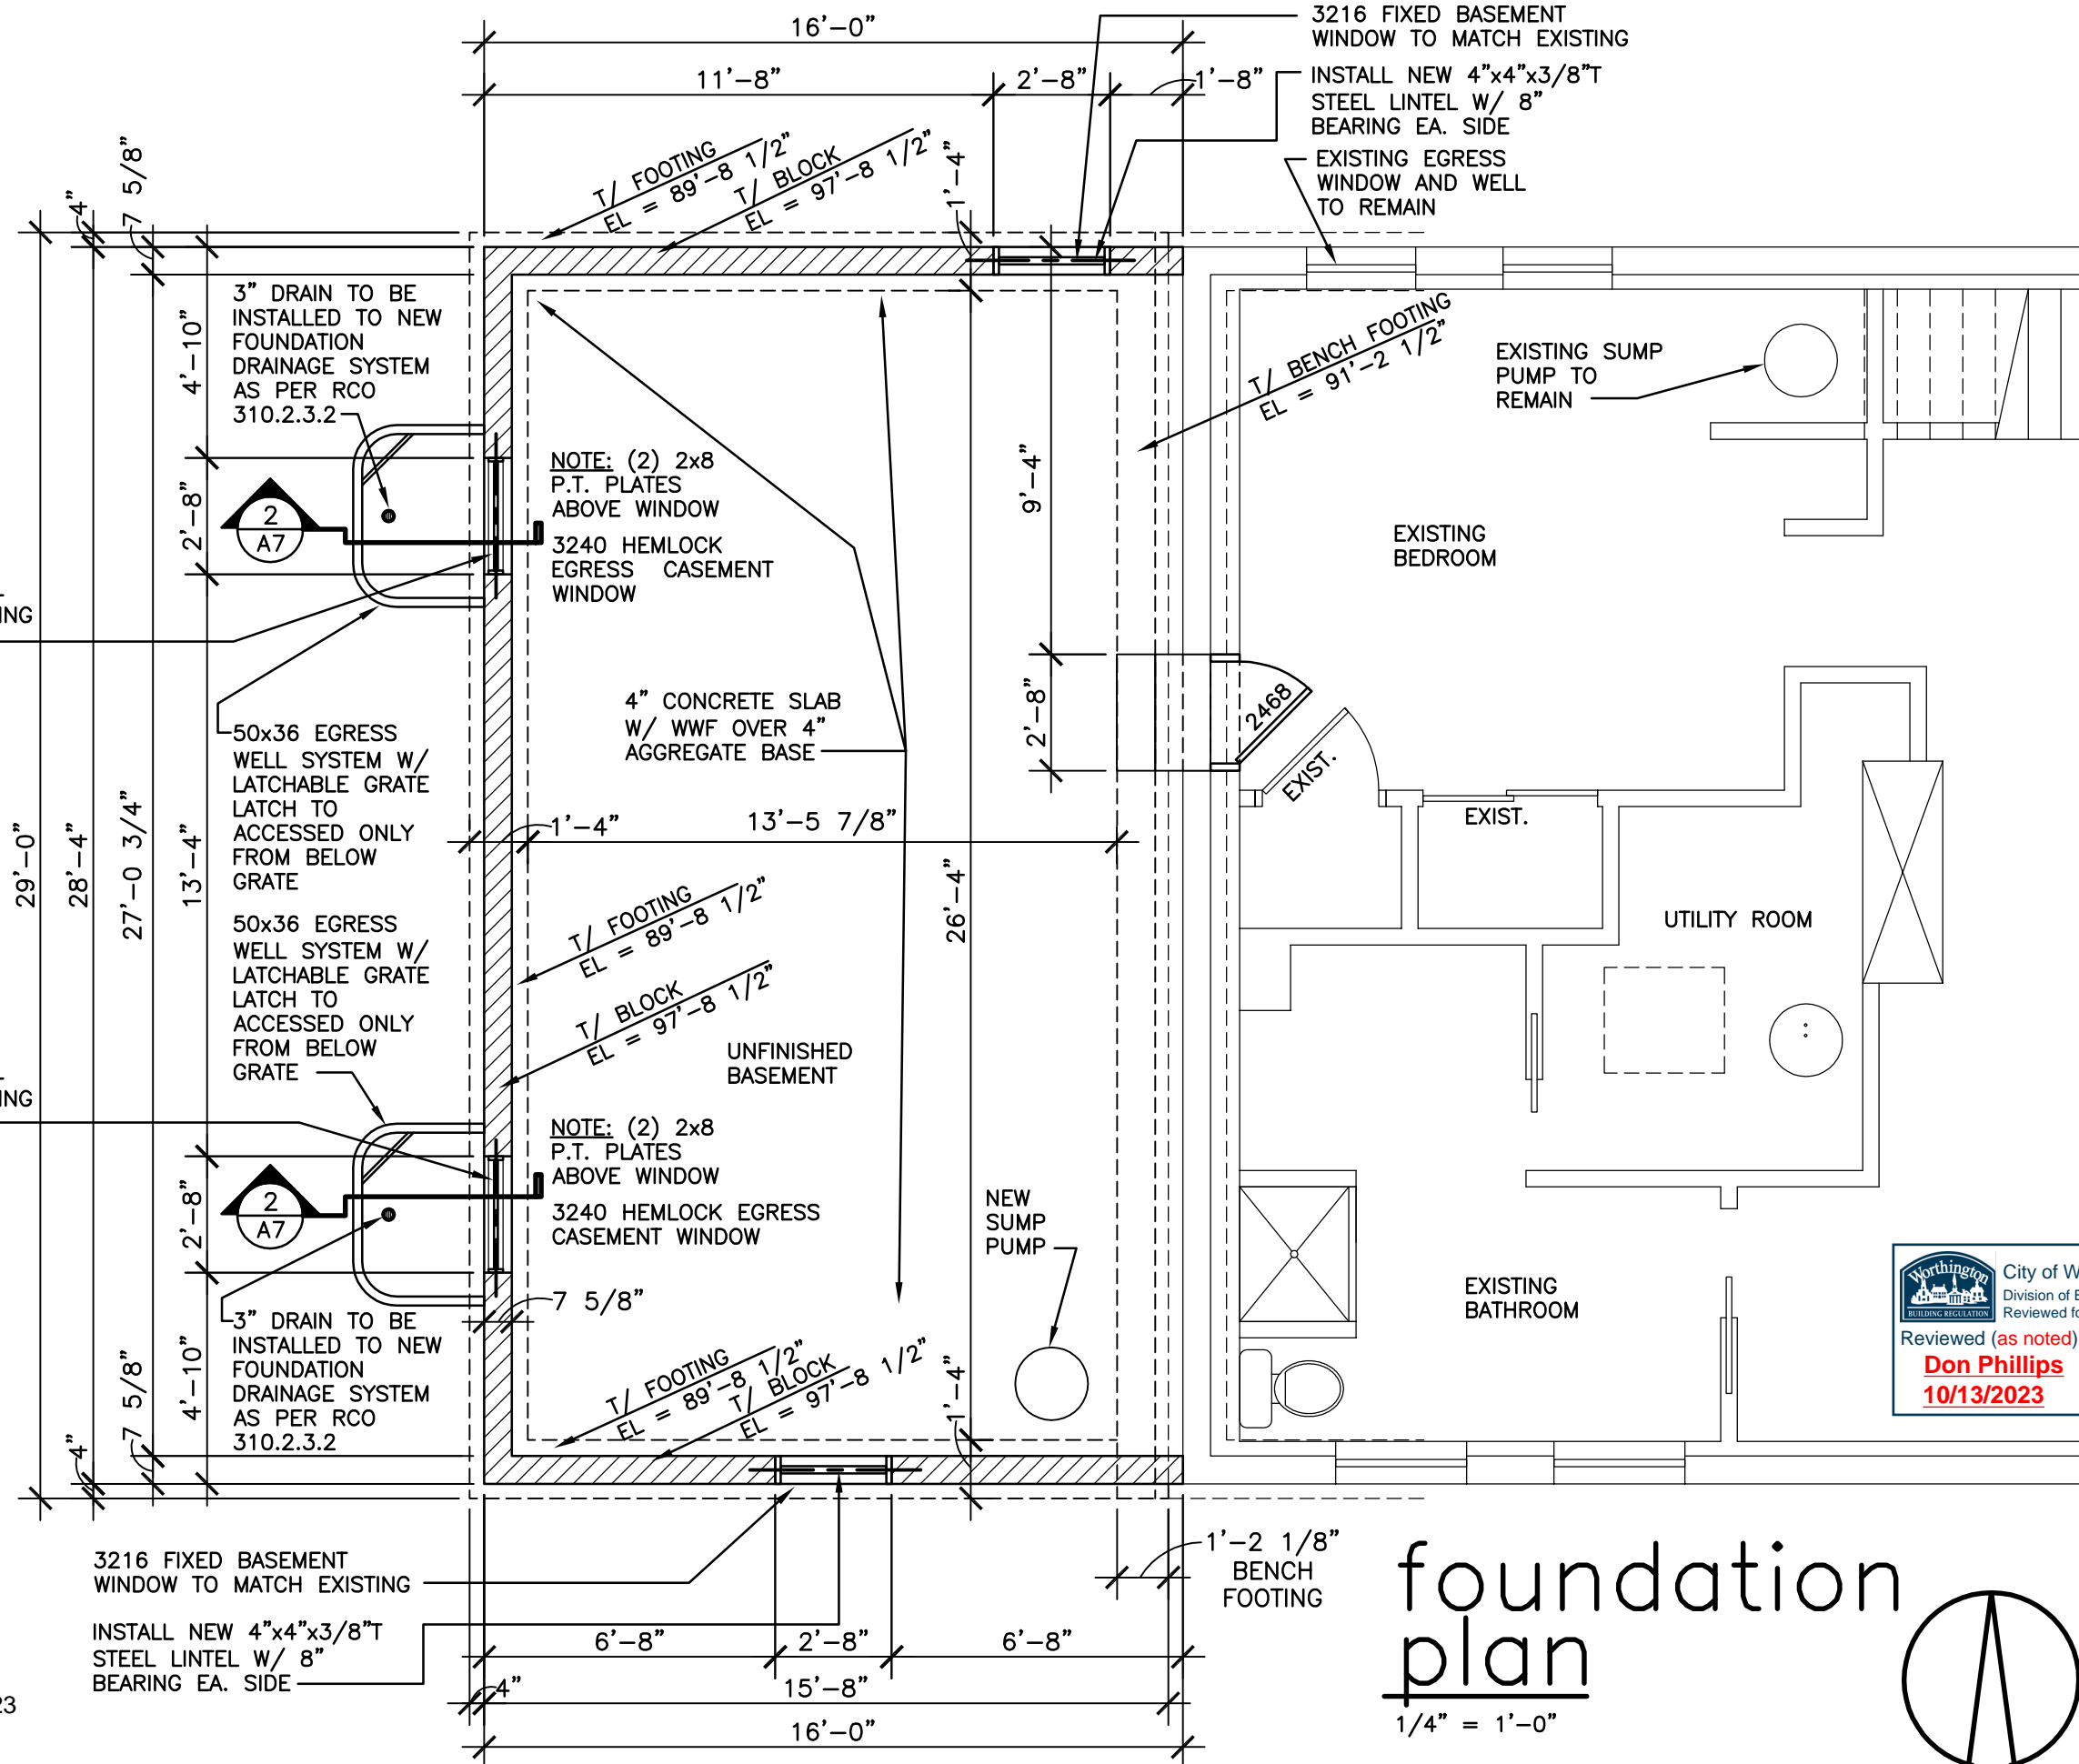 16'-0"
11'-8"
2'-8"
1'-8"
3216 FIXED BASEMENT
WINDOW TO MATCH EXISTING
INSTALL NEW 4"x4"x3/8"T
STEEL LINTEL W/ 8"
BEARING EA. SIDE
EXISTING EGRESS
WINDOW AND WELL
TO REMAIN
4"
7 5/8"
T/ FOOTING
EL = 89'-8 1/2"
T/ BLOCK
EL = 97'-8 1/2"
1'-4"
3" DRAIN TO BE
INSTALLED TO NEW
FOUNDATION
DRAINAGE SYSTEM
AS PER RCO
310.2.3.2
4'-10"
2'-8"
2
A7
NOTE: (2) 2x8
P.T. PLATES
ABOVE WINDOW
3240 HEMLOCK
EGRESS CASEMENT
WINDOW
9'-4"
T/ BENCH FOOTING
EL = 91'-2 1/2"
EXISTING SUMP
PUMP TO
REMAIN
EXISTING
BEDROOM
ING
50x36 EGRESS
WELL SYSTEM W/
LATCHABLE GRATE
LATCH TO
ACCESSED ONLY
FROM BELOW
GRATE
4" CONCRETE SLAB
W/ WWF OVER 4"
AGGREGATE BASE
2'-8"
2468
EXIST.
EXIST.
29'-0"
28'-4"
27'-0 3/4"
13'-4"
1'-4"
13'-5 7/8"
26'-4"
50x36 EGRESS
WELL SYSTEM W/
LATCHABLE GRATE
LATCH TO
ACCESSED ONLY
FROM BELOW
GRATE
T/ FOOTING
EL = 89'-8 1/2"
T/ BLOCK
EL = 97'-8 1/2"
UTILITY ROOM
UNFINISHED
BASEMENT
ING
NOTE: (2) 2x8
P.T. PLATES
ABOVE WINDOW
3240 HEMLOCK EGRESS
CASEMENT WINDOW
2'-8"
2
A7
NEW
SUMP
PUMP
7 5/8"
EXISTING
BATHROOM
3" DRAIN TO BE
INSTALLED TO NEW
FOUNDATION
DRAINAGE SYSTEM
AS PER RCO
310.2.3.2
4'-10"
7 5/8"
4"
T/ FOOTING
EL = 89'-8 1/2"
T/ BLOCK
EL = 97'-8 1/2"
1'-4"
Worthington
BUILDING REGULATION
City of W
Division of B
Reviewed fo
Reviewed (as noted)
Don Phillips
10/13/2023
3216 FIXED BASEMENT
WINDOW TO MATCH EXISTING
INSTALL NEW 4"x4"x3/8"T
STEEL LINTEL W/ 8"
BEARING EA. SIDE
1'-2 1/8"
BENCH
FOOTING
6'-8"
2'-8"
6'-8"
4"
15'-8"
16'-0"
23
foundation
plan
1/4" = 1'-0"